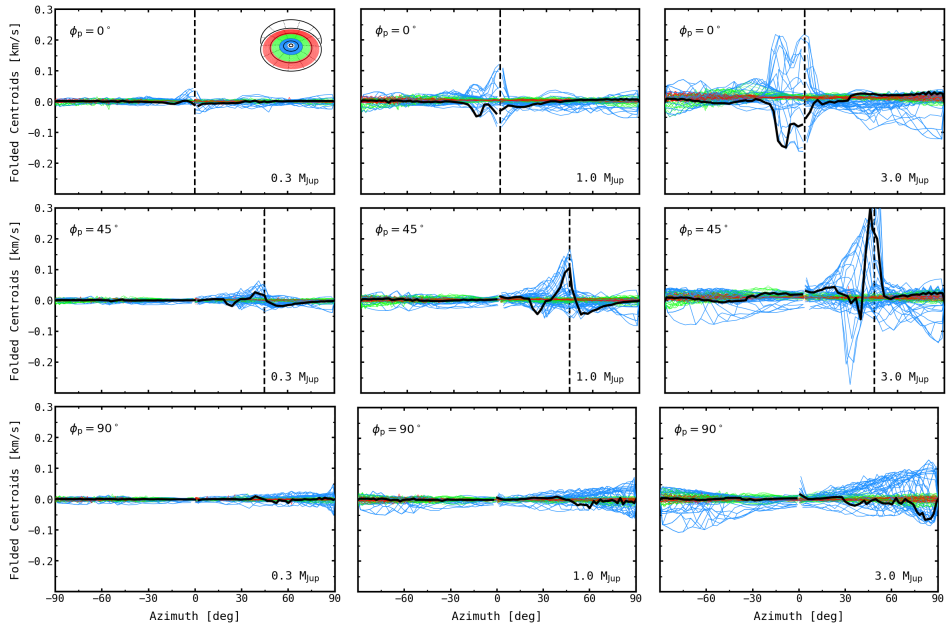 0.3
0.2
0.1
0.0
−0.1
−0.2
Folded Centroids [km/s]
ϕp = 0°
0.3 MJup
ϕp = 0°
1.0 MJup
ϕp = 0°
3.0 MJup
0.3
0.2
0.1
0.0
−0.1
−0.2
Folded Centroids [km/s]
ϕp = 45°
0.3 MJup
ϕp = 45°
1.0 MJup
ϕp = 45°
3.0 MJup
0.3
0.2
0.1
0.0
−0.1
−0.2
Folded Centroids [km/s]
ϕp = 90°
0.3 MJup
ϕp = 90°
1.0 MJup
ϕp = 90°
3.0 MJup
−90 −60 −30 0 30 60 90
−60 −30 0 30 60 90
−60 −30 0 30 60 90
Azimuth [deg]
Azimuth [deg]
Azimuth [deg]